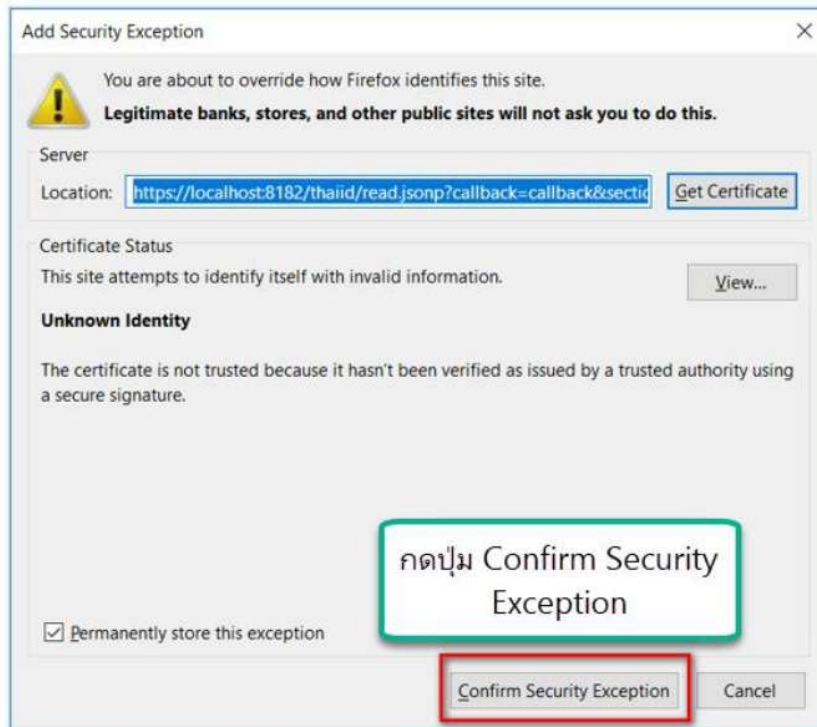 Add Security Exception
You are about to override how Firefox identifies this site.
Legitimate banks, stores, and other public sites will not ask you to do this.
Server
Location: https://localhost:8182/thaiid/read.jsonp?callback=callback&sectic Get Certificate
Certificate Status
This site attempts to identify itself with invalid information.
View...
Unknown Identity
The certificate is not trusted because it hasn't been verified as issued by a trusted authority using
a secure signature.
กดปุ่ม Confirm Security
Exception
Permanently store this exception
Confirm Security Exception Cancel